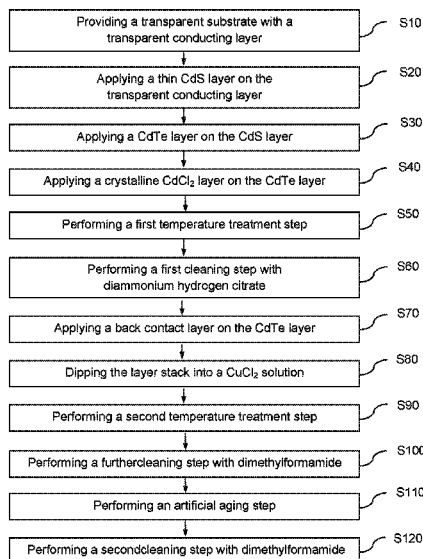 Providing a transparent substrate with a
transparent conducting layer
S10
Applying a thin CdS layer on the
transparent conducting layer
S20
Applying a CdTe layer on the CdS layer
S30
Applying a crystalline CdCl₂ layer on the CdTe layer
S40
Performing a first temperature treatment step
S50
Performing a first cleaning step with
diammonium hydrogen citrate
S60
Applying a back contact layer on the CdTe layer
S70
Dipping the layer stack into a CuCl₂ solution
S80
Performing a second temperature treatment step
S90
Performing a furthercleaning step with dimethylformamide
S100
Performing an artificial aging step
S110
Performing a secondcleaning step with dimethylformamide
S120